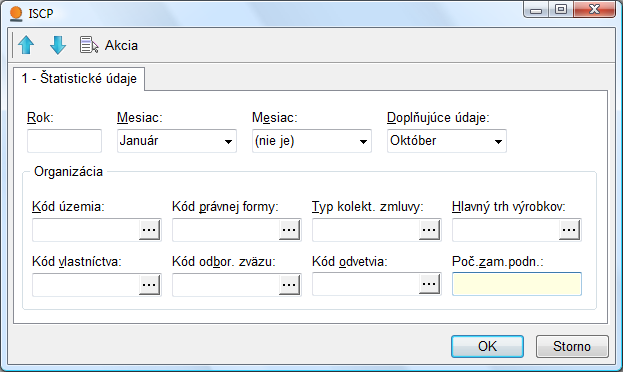 ISCP
Akcia
1 - Štatistické údaje
Rok: Mesiac: Mesiac: Doplňujúce údaje:
Január (nie je) Október
Organizácia
Kód územia: Kód právnej formy: Typ kolekt. zmluvy: Hlavný trh výrobkov:
... ... ... ...
Kód vlastníctva: Kód odbor. zväzu: Kód odvetvia: Poč.zam.podn.:
... ... ...
OK Storno